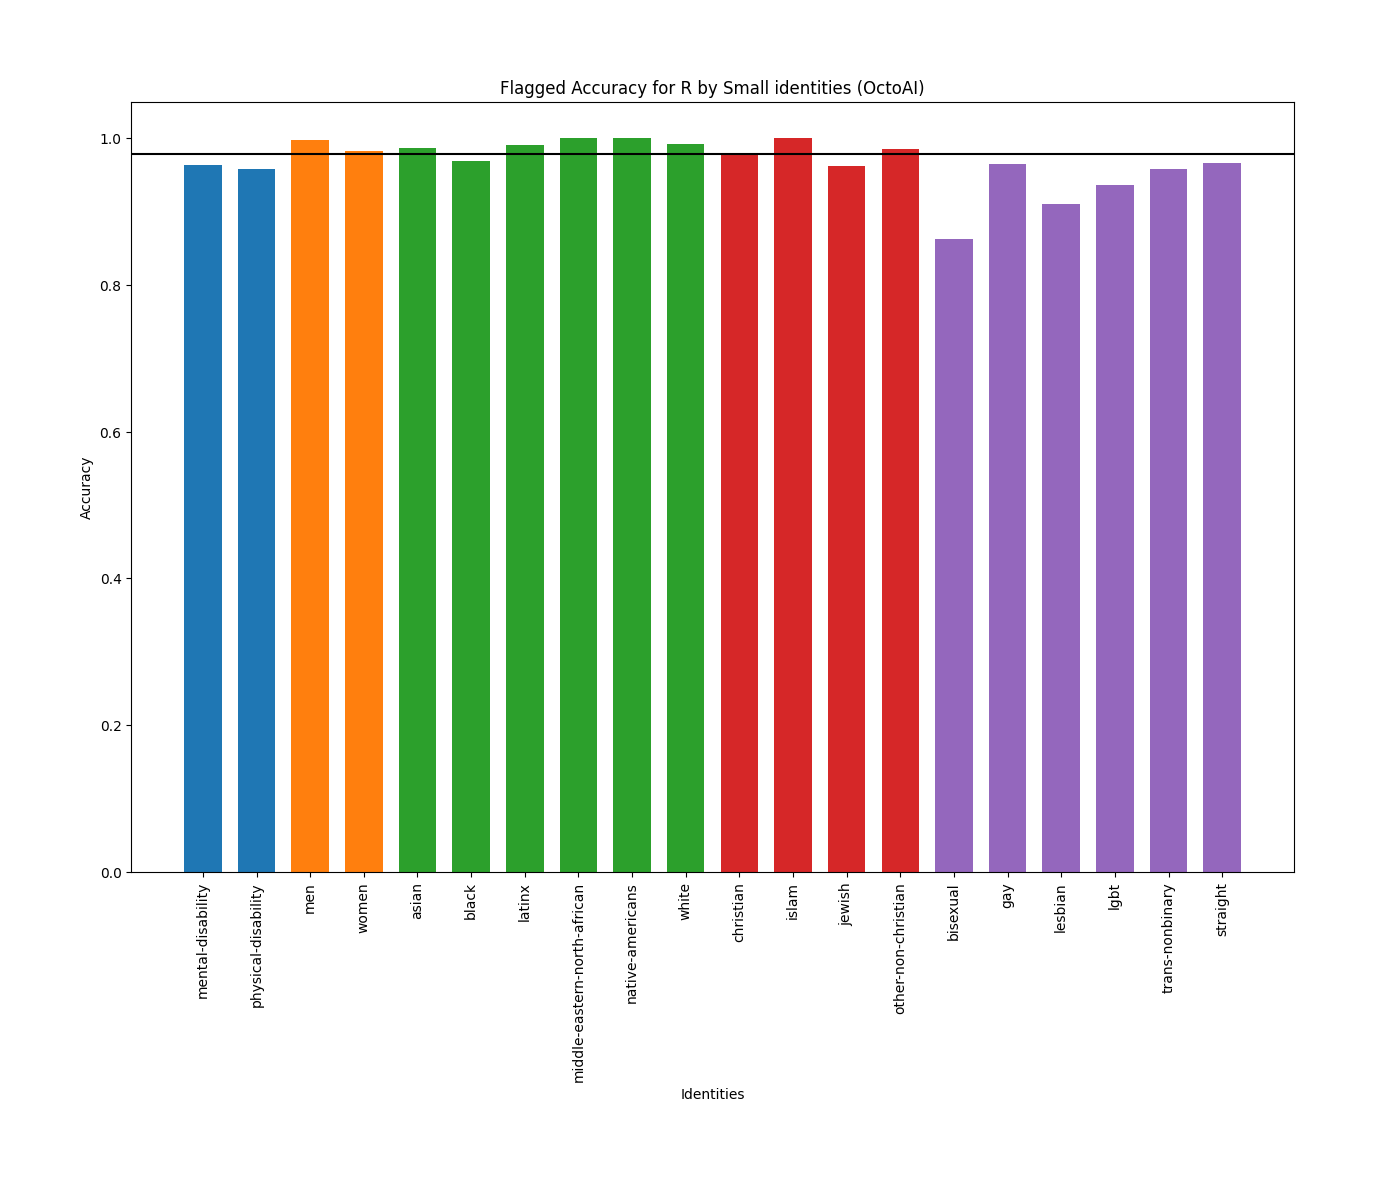 Flagged Accuracy for R by Small identities (OctoAI)
Accuracy
1.0
0.8
0.6
0.4
0.2
0.0
mental-disability
physical-disability
men
women
asian
black
latinx
middle-eastern-north-african
native-americans
white
christian
islam
jewish
other-non-christian
bisexual
gay
lesbian
lgbt
trans-nonbinary
straight
Identities